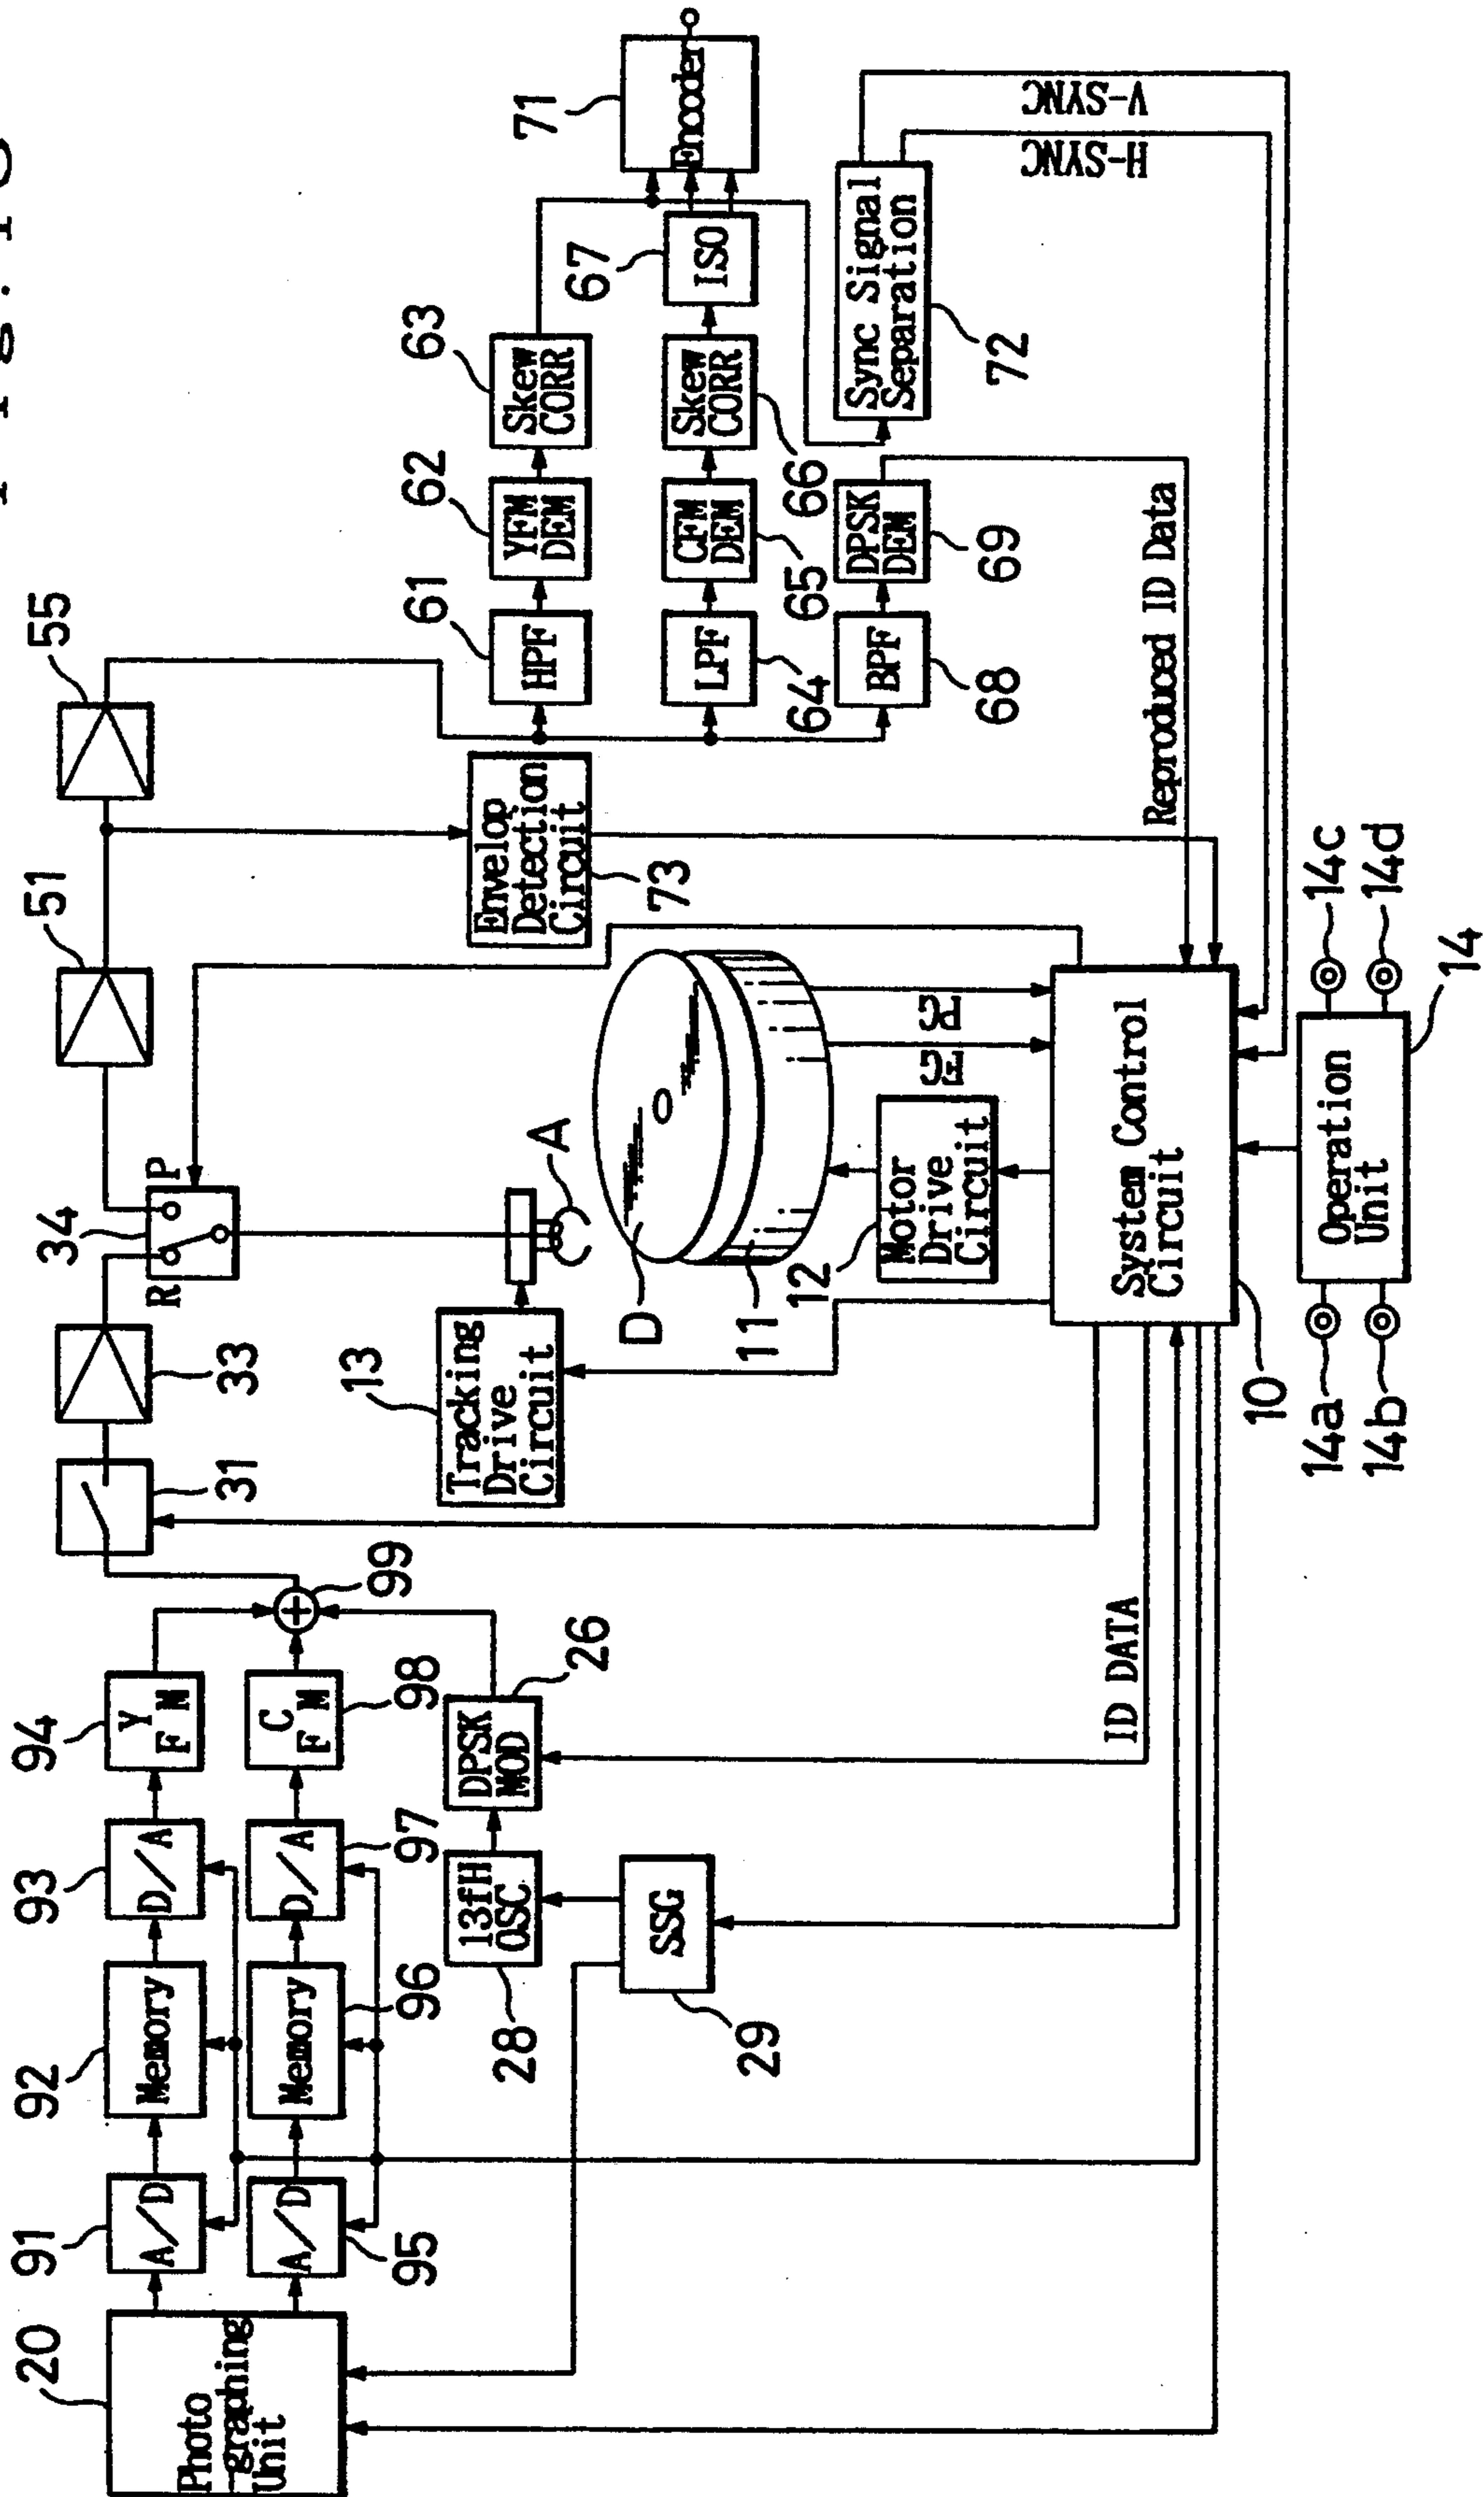 20
Photo
graphing
Unit
91
A/D
92
Memory
93
D/A
94
Y
FM
95
A/D
96
Memory
97
D/A
98
C
FM
99
31
33
34
R
P
51
55
28
13fH
OSC
26
DPSK
MOD
29
SSG
ID DATA
13
Tracking
Drive
Circuit
A
D
11
12
Motor
Drive
Circuit
73
Envelop
Detection
Circuit
61
HPF
62
YFM
DEM
63
Skew
CORR
64
LPF
65
CFM
DEM
66
Skew
CORR
67
ISO
71
Encoder
68
BPF
69
DPSK
DEM
72
Sync Signal
Separation
H-SYNC
V-SYNC
Reproduced ID Data
10
System Control
Circuit
14
Operation
Unit
14a
14b
14c
14d